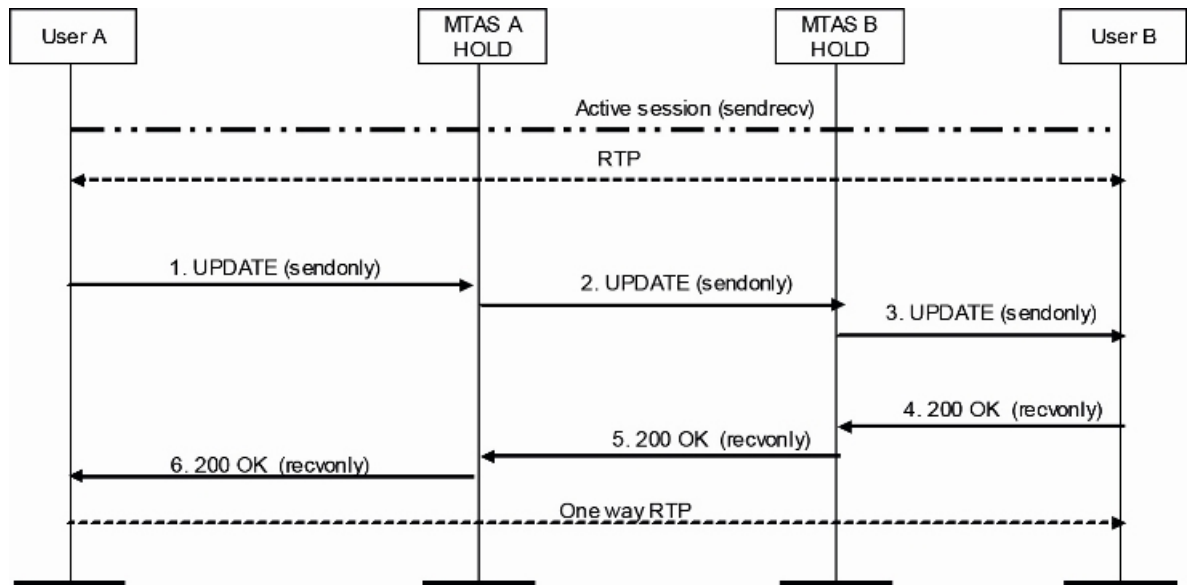 User A
MTAS A
HOLD
MTAS B
HOLD
User B
Active session (sendrecv)
RTP
1. UPDATE (sendonly)
2. UPDATE (sendonly)
3. UPDATE (sendonly)
4. 200 OK (recvonly)
5. 200 OK (recvonly)
6. 200 OK (recvonly)
One way RTP